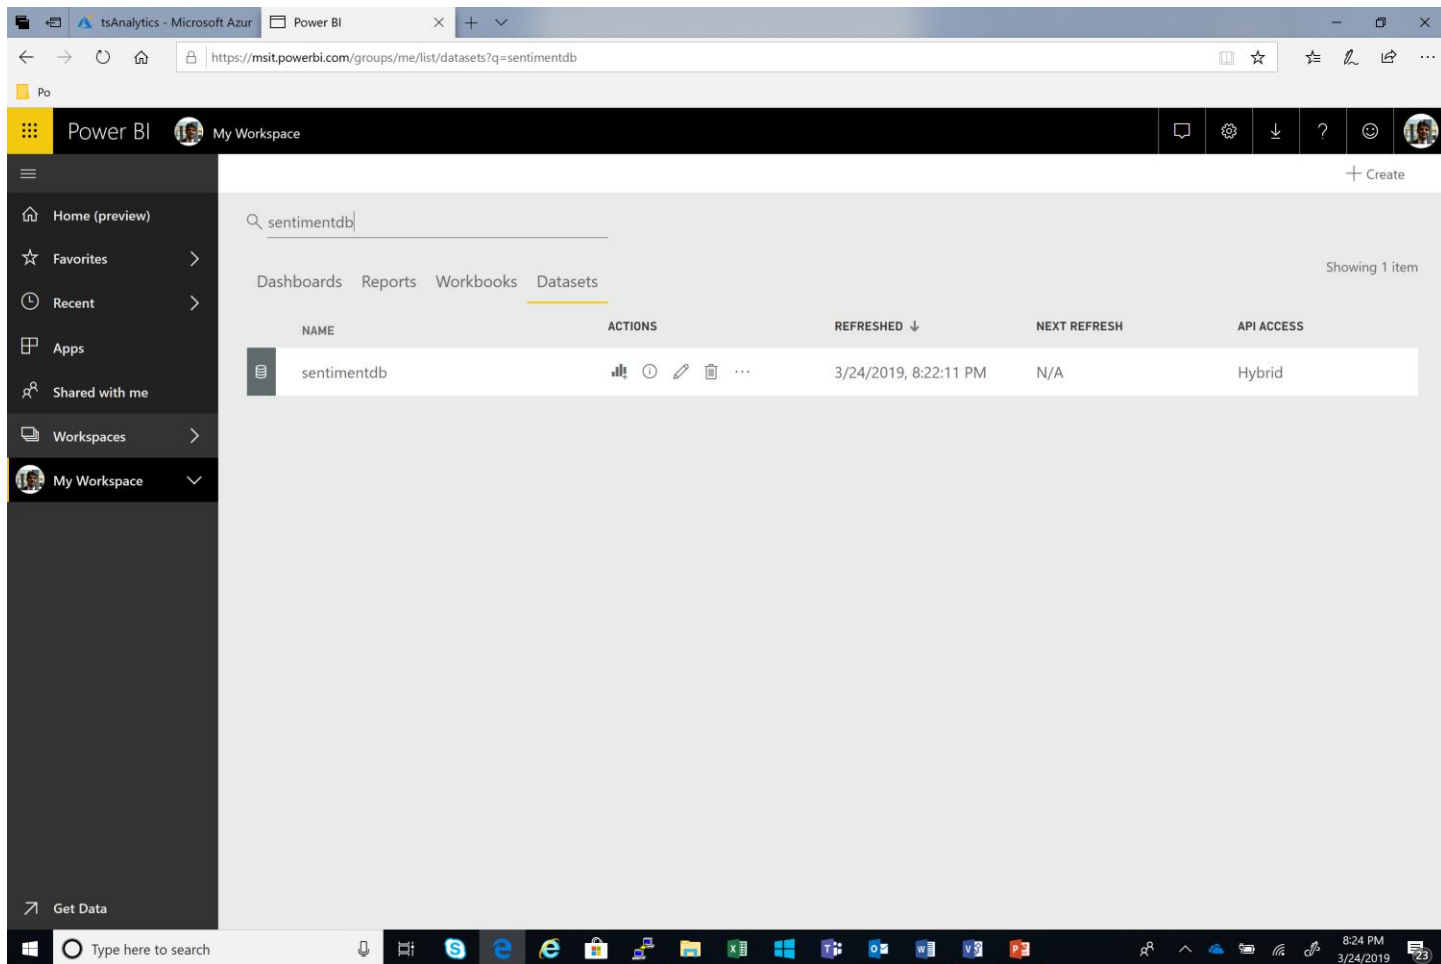 tsAnalytics - Microsoft Azur
Power BI
https://msit.powerbi.com/groups/me/list/datasets?q=sentimentdb
Po
Power BI
My Workspace
Create
Home (preview)
Favorites
Recent
Apps
Shared with me
Workspaces
My Workspace
Get Data
sentimentdb
Showing 1 item
Dashboards Reports Workbooks Datasets
NAME ACTIONS REFRESHED NEXT REFRESH API ACCESS
sentimentdb 3/24/2019, 8:22:11 PM N/A Hybrid
Type here to search
8:24 PM
3/24/2019
23